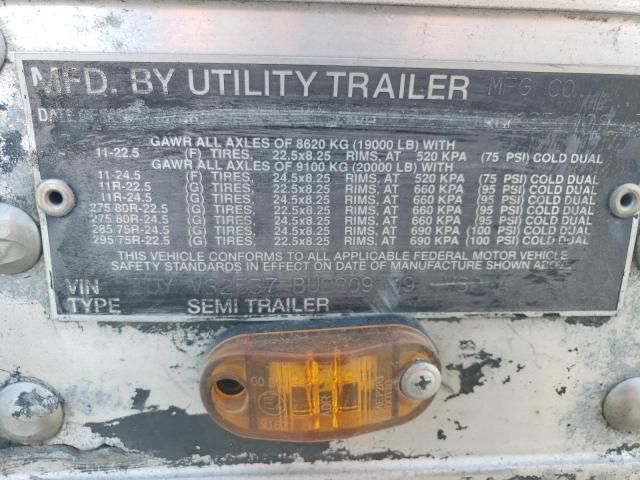 MFD. BY UTILITY TRAILER MFG CO.
DATE OF
GAWR ALL AXLES OF 8620 KG (19000 LB) WITH
11-22.5 (F) TIRES, 22.5x8.25 RIMS, AT 520 KPA (75 PSI) COLD DUAL
GAWR ALL AXLES OF 9100 KG (20000 LB) WITH
11-24.5 (F) TIRES, 24.5x8.25 RIMS, AT 520 KPA (75 PSI) COLD DUAL
11R-22.5 (G) TIRES, 22.5x8.25 RIMS, AT 660 KPA (95 PSI) COLD DUAL
11R-24.5 (G) TIRES, 24.5x8.25 RIMS, AT 660 KPA (95 PSI) COLD DUAL
275 80R-22.5 (G) TIRES, 22.5x8.25 RIMS, AT 660 KPA (95 PSI) COLD DUAL
275 80R-24.5 (G) TIRES, 24.5x8.25 RIMS, AT 660 KPA (95 PSI) COLD DUAL
285 75R-24.5 (G) TIRES, 24.5x8.25 RIMS, AT 690 KPA (100 PSI) COLD DUAL
295 75R-22.5 (G) TIRES, 22.5x8.25 RIMS, AT 690 KPA (100 PSI) COLD DUAL
THIS VEHICLE CONFORMS TO ALL APPLICABLE FEDERAL MOTOR VEHICLE
SAFETY STANDARDS IN EFFECT ON DATE OF MANUFACTURE SHOWN ABOVE.
VIN
TYPE SEMI TRAILER